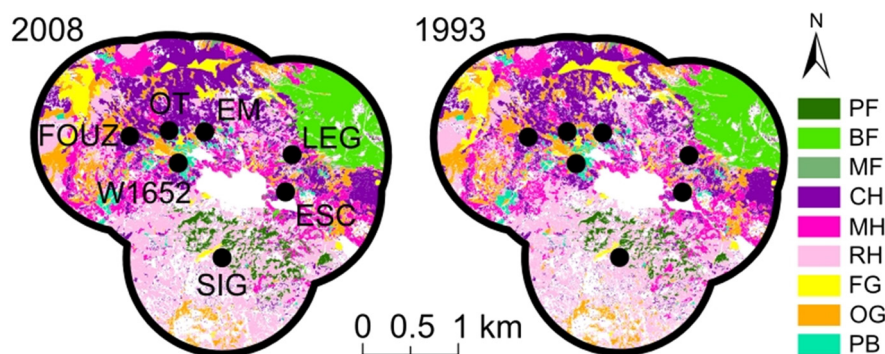 2008
1993
N
OT
EM
FOUZ
LEG
W1652
ESC
SIG
0 0.5 1 km
PF
BF
MF
CH
MH
RH
FG
OG
PB